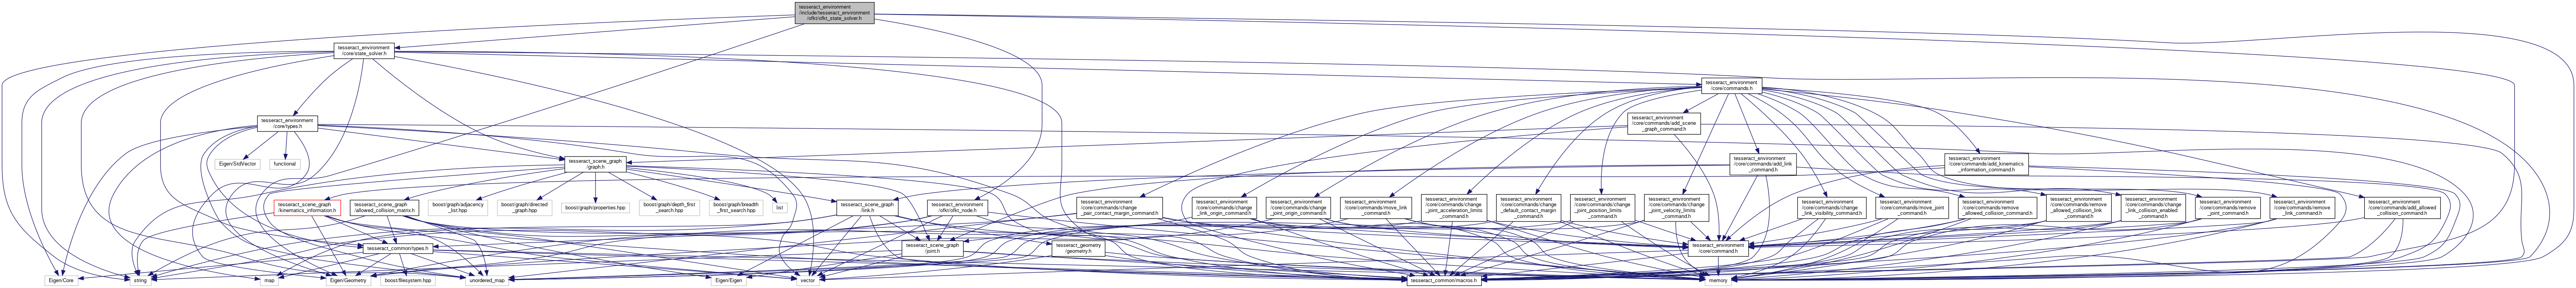 tesseract_environment
/include/tesseract_environment
/ofkt/ofkt_state_solver.h
tesseract_environment
/core/state_solver.h
tesseract_environment
/core/commands.h
tesseract_environment
/core/types.h
tesseract_environment
/core/commands/add_scene
_graph_command.h
Eigen/StdVector
functional
tesseract_scene_graph
/graph.h
tesseract_environment
/core/commands/add_link
_command.h
tesseract_environment
/core/commands/add_kinematics
_information_command.h
tesseract_scene_graph
/kinematics_information.h
tesseract_scene_graph
/allowed_collision_matrix.h
boost/graph/adjacency
_list.hpp
boost/graph/directed
_graph.hpp
boost/graph/properties.hpp
boost/graph/depth_first
_search.hpp
boost/graph/breadth
_first_search.hpp
list
tesseract_scene_graph
/link.h
tesseract_environment
/ofkt/ofkt_node.h
tesseract_environment
/core/commands/change
_pair_contact_margin_command.h
tesseract_environment
/core/commands/change
_link_origin_command.h
tesseract_environment
/core/commands/change
_joint_origin_command.h
tesseract_environment
/core/commands/move_link
_command.h
tesseract_environment
/core/commands/change
_joint_acceleration_limits
_command.h
tesseract_environment
/core/commands/change
_default_contact_margin
_command.h
tesseract_environment
/core/commands/change
_joint_position_limits
_command.h
tesseract_environment
/core/commands/change
_joint_velocity_limits
_command.h
tesseract_environment
/core/commands/change
_link_visibility_command.h
tesseract_environment
/core/commands/move_joint
_command.h
tesseract_environment
/core/commands/remove
_allowed_collision_command.h
tesseract_environment
/core/commands/remove
_allowed_collision_link
_command.h
tesseract_environment
/core/commands/change
_link_collision_enabled
_command.h
tesseract_environment
/core/commands/remove
_joint_command.h
tesseract_environment
/core/commands/remove
_link_command.h
tesseract_environment
/core/commands/add_allowed
_collision_command.h
tesseract_common/types.h
tesseract_scene_graph
/joint.h
tesseract_geometry
/geometry.h
tesseract_environment
/core/command.h
Eigen/Core
string
map
Eigen/Geometry
boost/filesystem.hpp
unordered_map
Eigen/Eigen
vector
tesseract_common/macros.h
memory